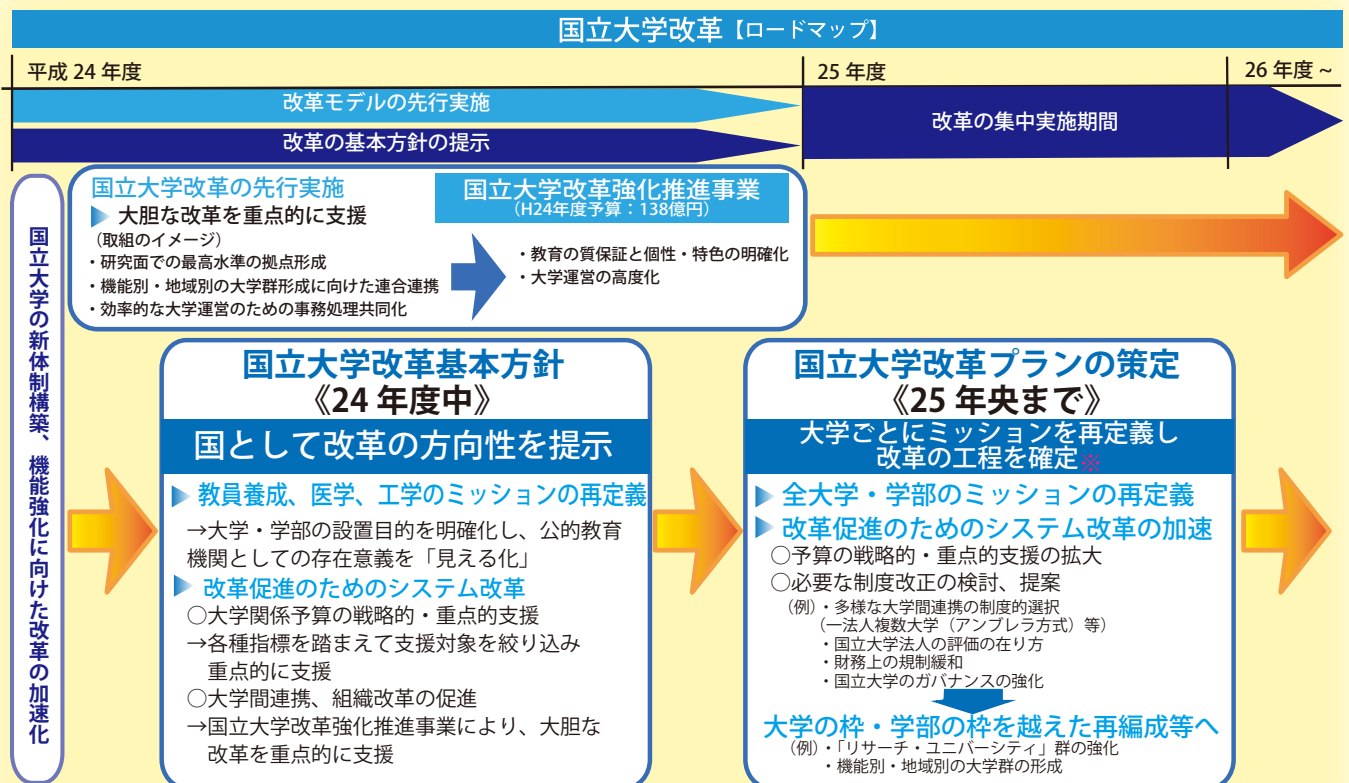 国立大学改革【ロードマップ】
平成 24 年度
25 年度
26 年度 ~
改革モデルの先行実施
改革の基本方針の提示
改革の集中実施期間
国立大学の新体制構築、機能強化に向けた改革の加速化
国立大学改革の先行実施
大胆な改革を重点的に支援
（取組のイメージ）
・研究面での最高水準の拠点形成
・機能別・地域別の大学群形成に向けた連合連携
・効率的な大学運営のための事務処理共同化
国立大学改革強化推進事業
（H24年度予算：138億円）
・教育の質保証と個性・特色の明確化
・大学運営の高度化
国立大学改革基本方針
《24 年度中》
国として改革の方向性を提示
教員養成、医学、工学のミッションの再定義
→大学・学部の設置目的を明確化し、公的教育
機関としての存在意義を「見える化」
改革促進のためのシステム改革
○大学関係予算の戦略的・重点的支援
→各種指標を踏まえて支援対象を絞り込み
重点的に支援
○大学間連携、組織改革の促進
→国立大学改革強化推進事業により、大胆な
改革を重点的に支援
国立大学改革プランの策定
《25 年央まで》
大学ごとにミッションを再定義し
改革の工程を確定※
全大学・学部のミッションの再定義
改革促進のためのシステム改革の加速
○予算の戦略的・重点的支援の拡大
○必要な制度改正の検討、提案
（例）・多様な大学間連携の制度的選択
（一法人複数大学（アンブレラ方式）等）
・国立大学法人の評価の在り方
・財務上の規制緩和
・国立大学のガバナンスの強化
大学の枠・学部の枠を越えた再編成等へ
（例）・「リサーチ・ユニバーシティ」群の強化
・機能別・地域別の大学群の形成